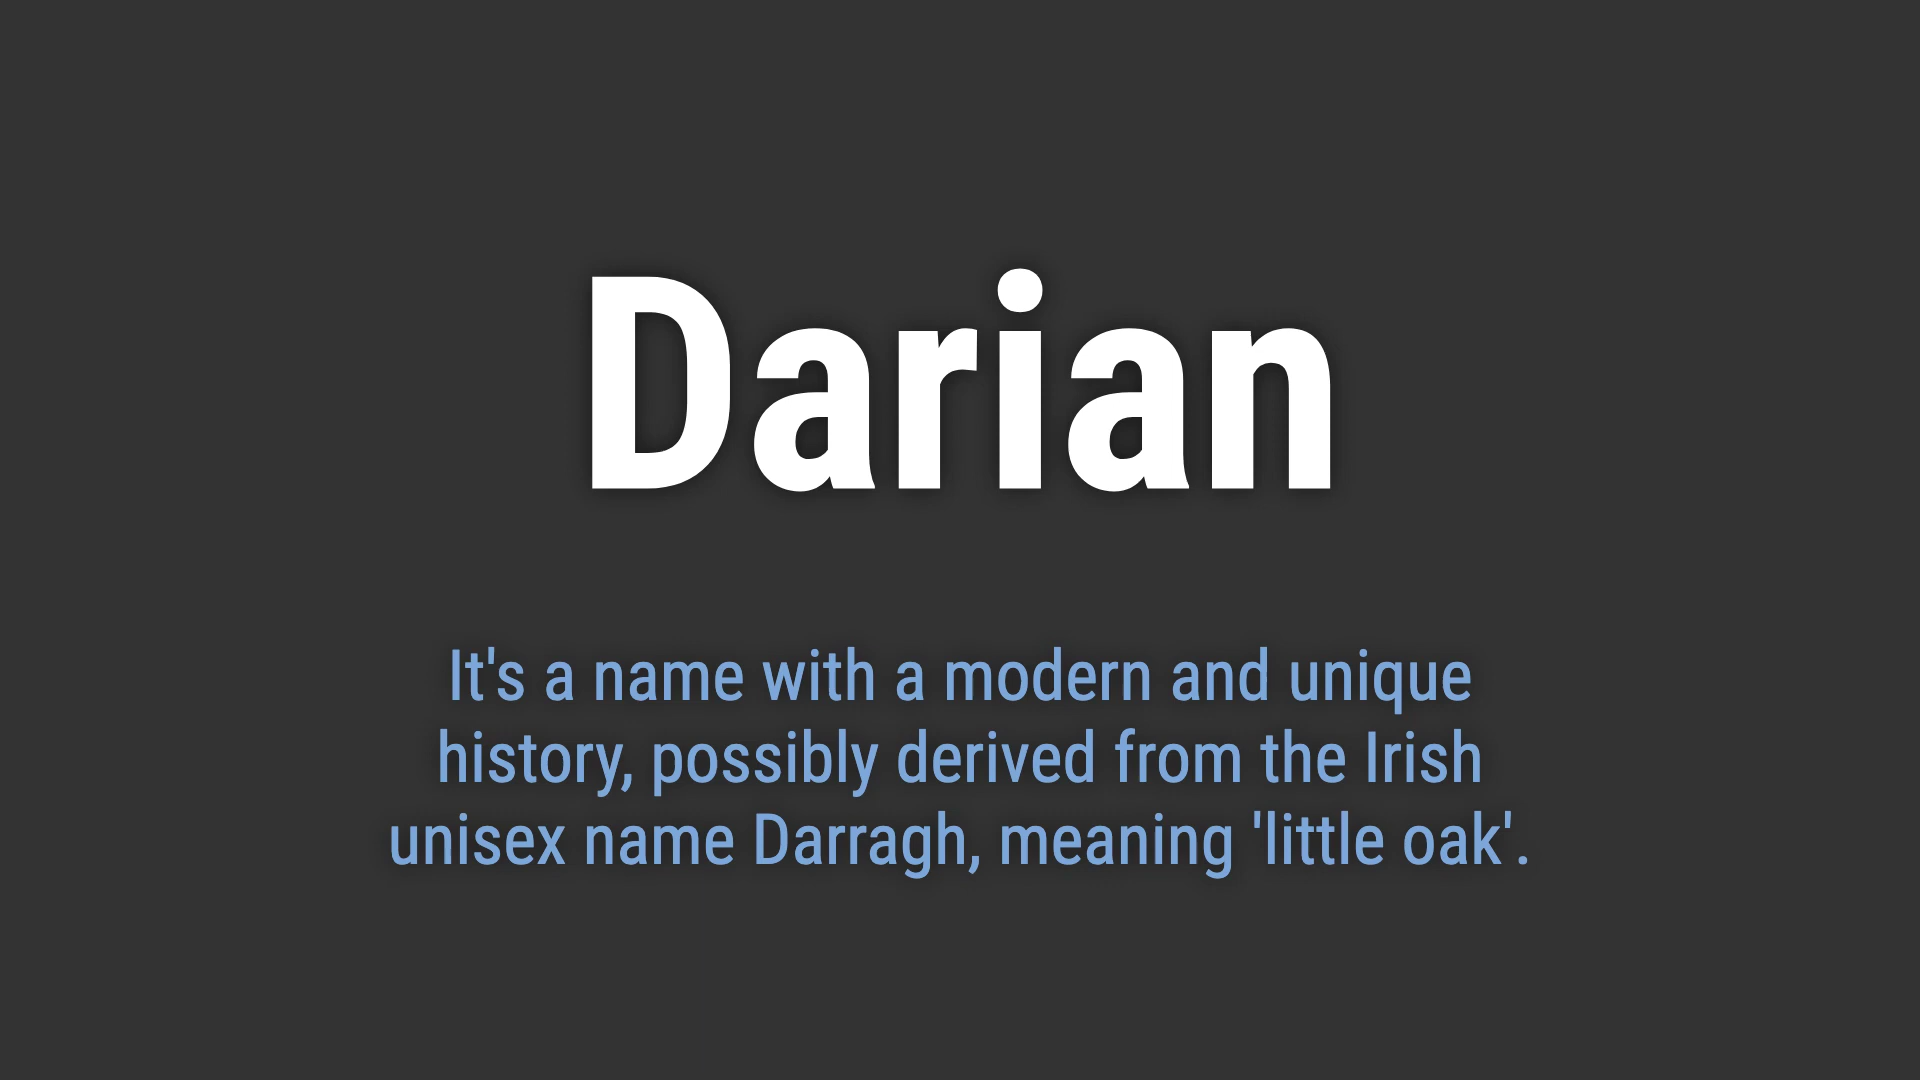 Darian
It's a name with a modern and unique
history, possibly derived from the Irish
unisex name Darragh, meaning 'little oak'.